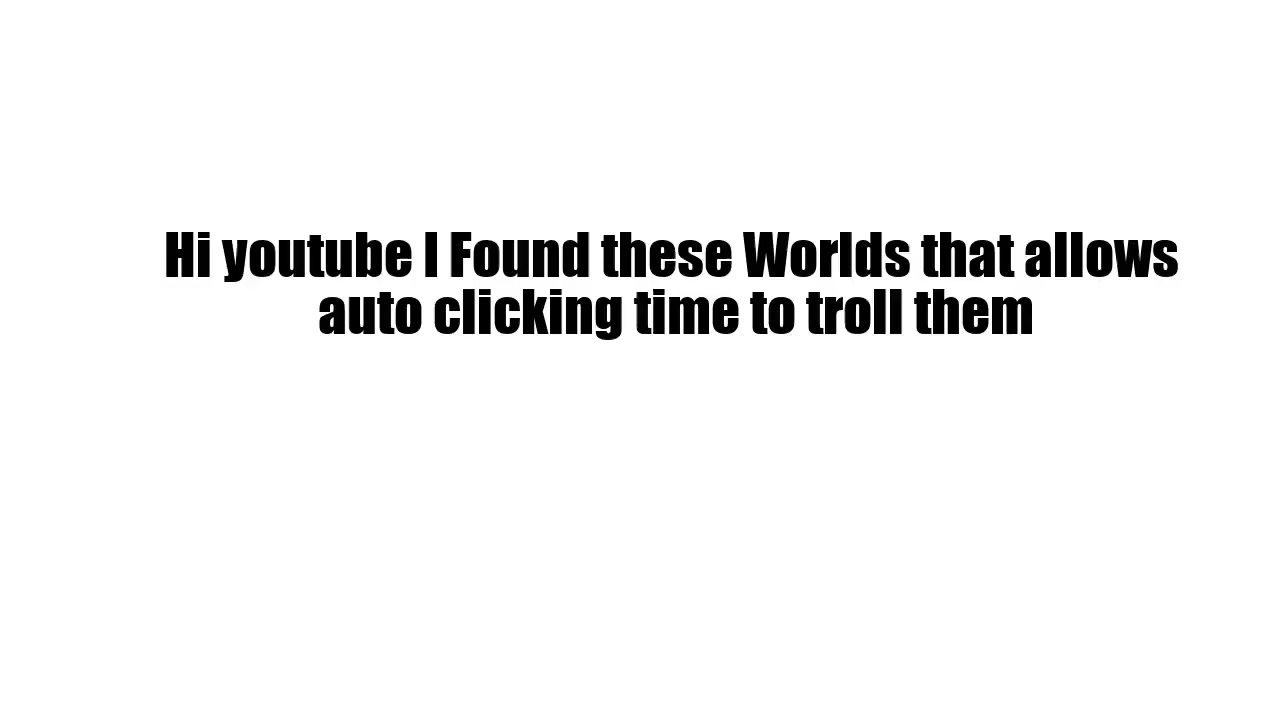 Hi youtube I Found these Worlds that allows
auto clicking time to troll them